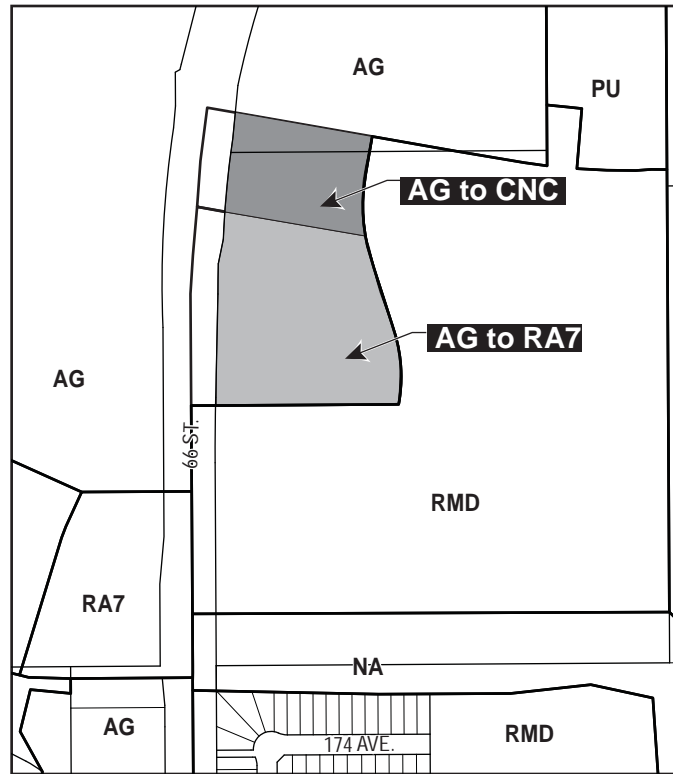 AG
PU
AG to CNC
AG to RA7
AG
66 ST.
RMD
RA7
NA
AG
174 AVE.
RMD